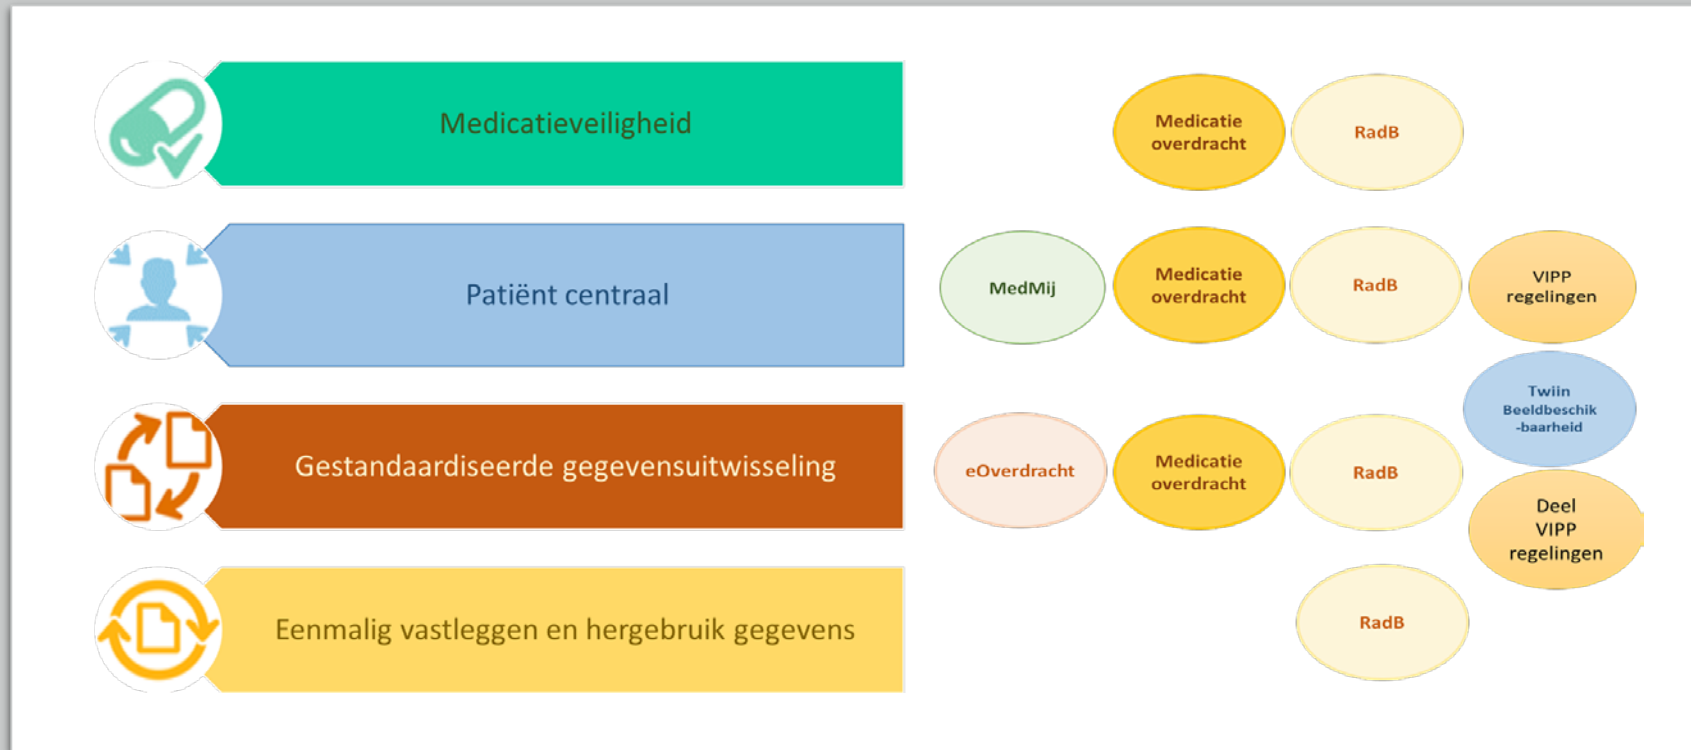 Medicatieveiligheid
Medicatie
overdracht
RadB
Patiënt centraal
MedMij
Medicatie
overdracht
RadB
VIPP
regelingen
Twiin
Beeldbeschik
-baarheid
Gestandaardiseerde gegevensuitwisseling
eOverdracht
Medicatie
overdracht
RadB
Deel
VIPP
regelingen
Eenmalig vastleggen en hergebruik gegevens
RadB